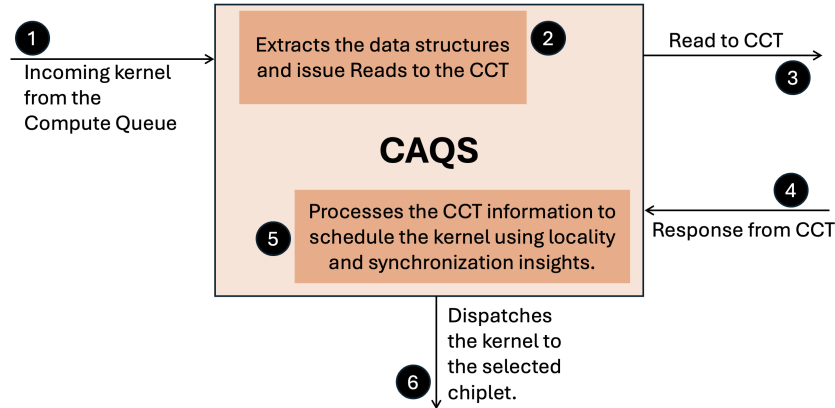 1
Incoming kernel
from the
Compute Queue
2
Extracts the data structures
and issue Reads to the CCT
Read to CCT
3
CAQS
4
Response from CCT
5
Processes the CCT information to
schedule the kernel using locality
and synchronization insights.
Dispatches
the kernel to
the selected
chiplet.
6